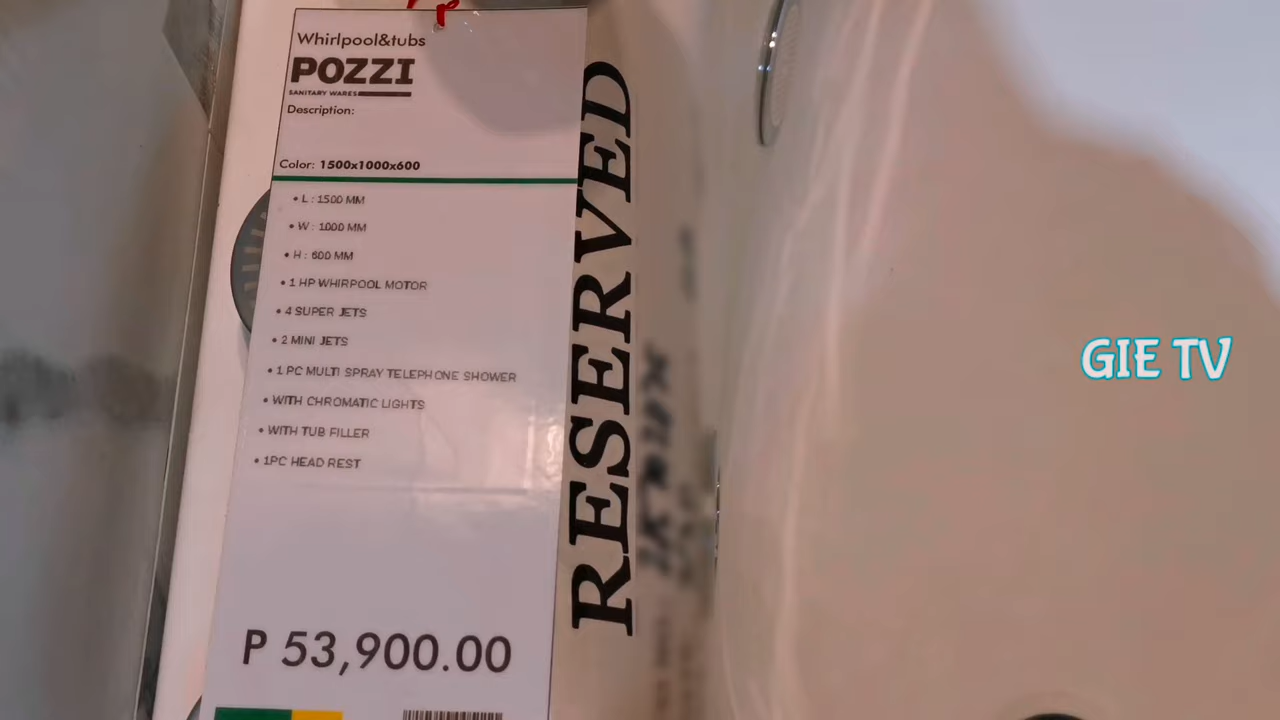 Whirlpool&tubs
POZZI
SANITARY WARES
Description:
Color: 1500x1000x600
• L : 1500 MM
• W : 1000 MM
• H : 600 MM
• 1 HP WHIRPOOL MOTOR
• 4 SUPER JETS
• 2 MINI JETS
• 1 PC MULTI SPRAY TELEPHONE SHOWER
• WITH CHROMATIC LIGHTS
• WITH TUB FILLER
• 1PC HEAD REST
P 53,900.00
RESERVED
GIE TV